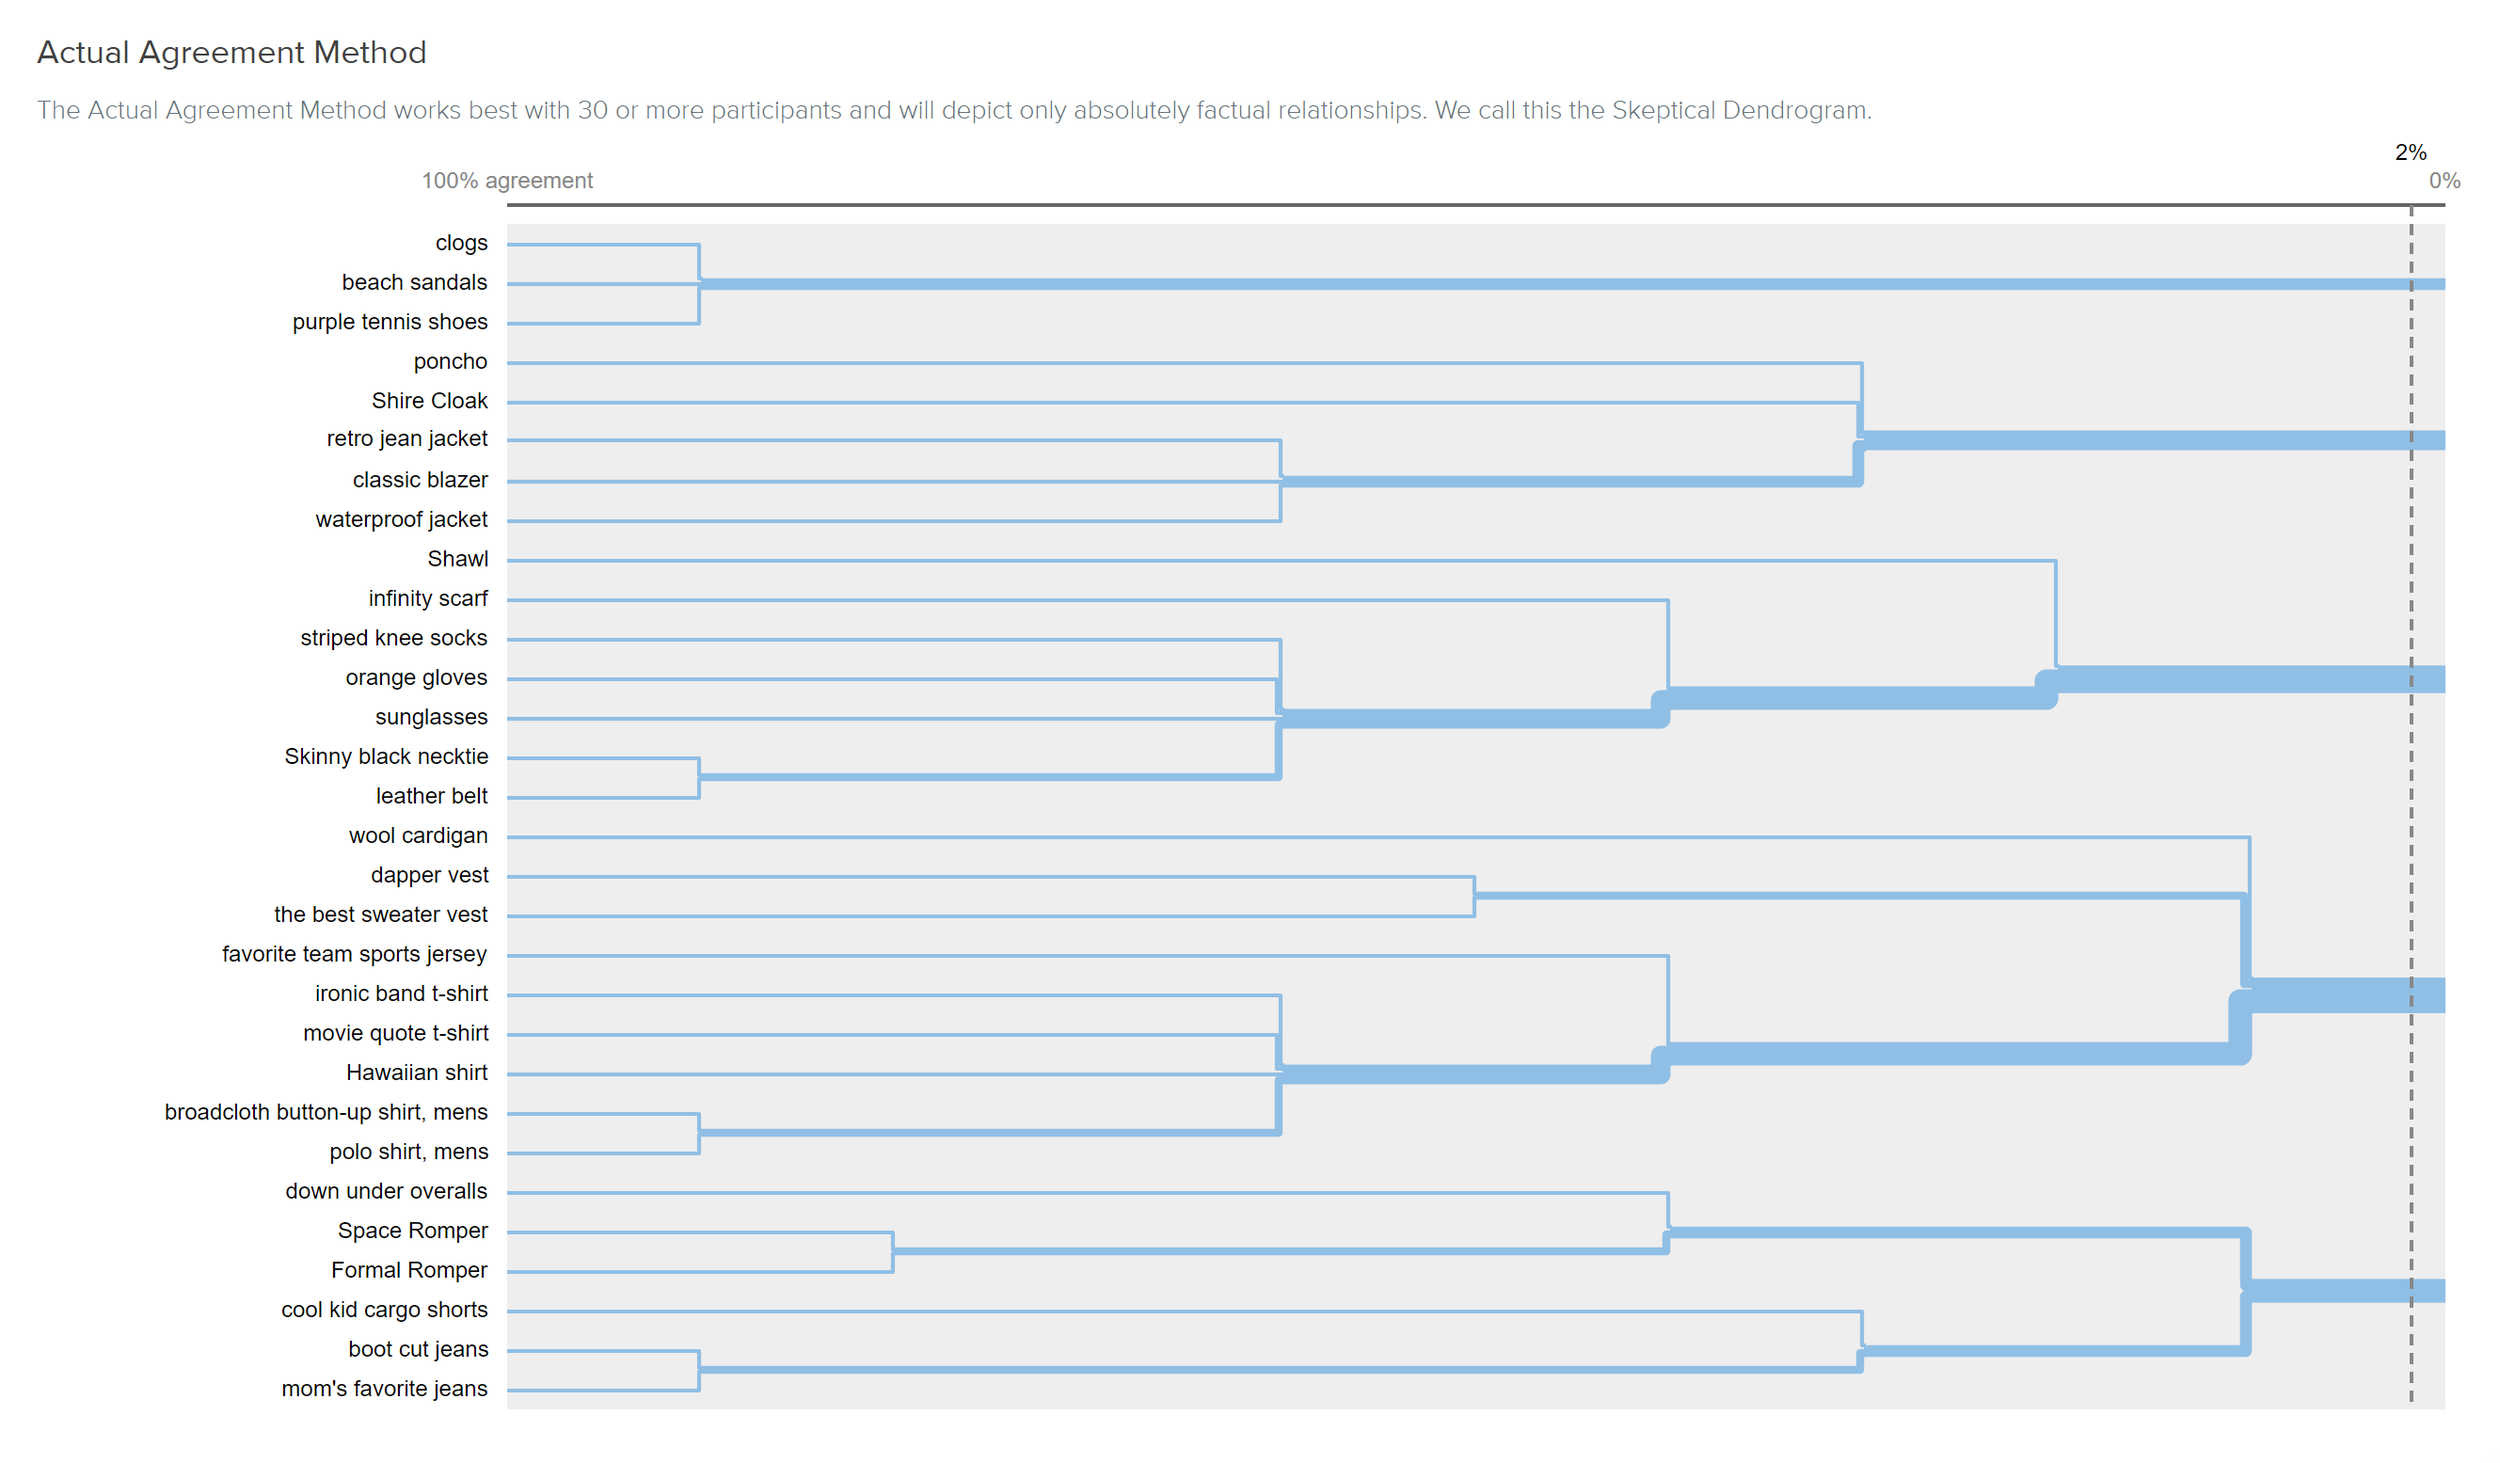 Actual Agreement Method
The Actual Agreement Method works best with 30 or more participants and will depict only absolutely factual relationships. We call this the Skeptical Dendrogram.
2%
100% agreement
0%
clogs
beach sandals
purple tennis shoes
poncho
Shire Cloak
retro jean jacket
classic blazer
waterproof jacket
Shawl
infinity scarf
striped knee socks
orange gloves
sunglasses
Skinny black necktie
leather belt
wool cardigan
dapper vest
the best sweater vest
favorite team sports jersey
ironic band t-shirt
movie quote t-shirt
Hawaiian shirt
broadcloth button-up shirt, mens
polo shirt, mens
down under overalls
Space Romper
Formal Romper
cool kid cargo shorts
boot cut jeans
mom's favorite jeans